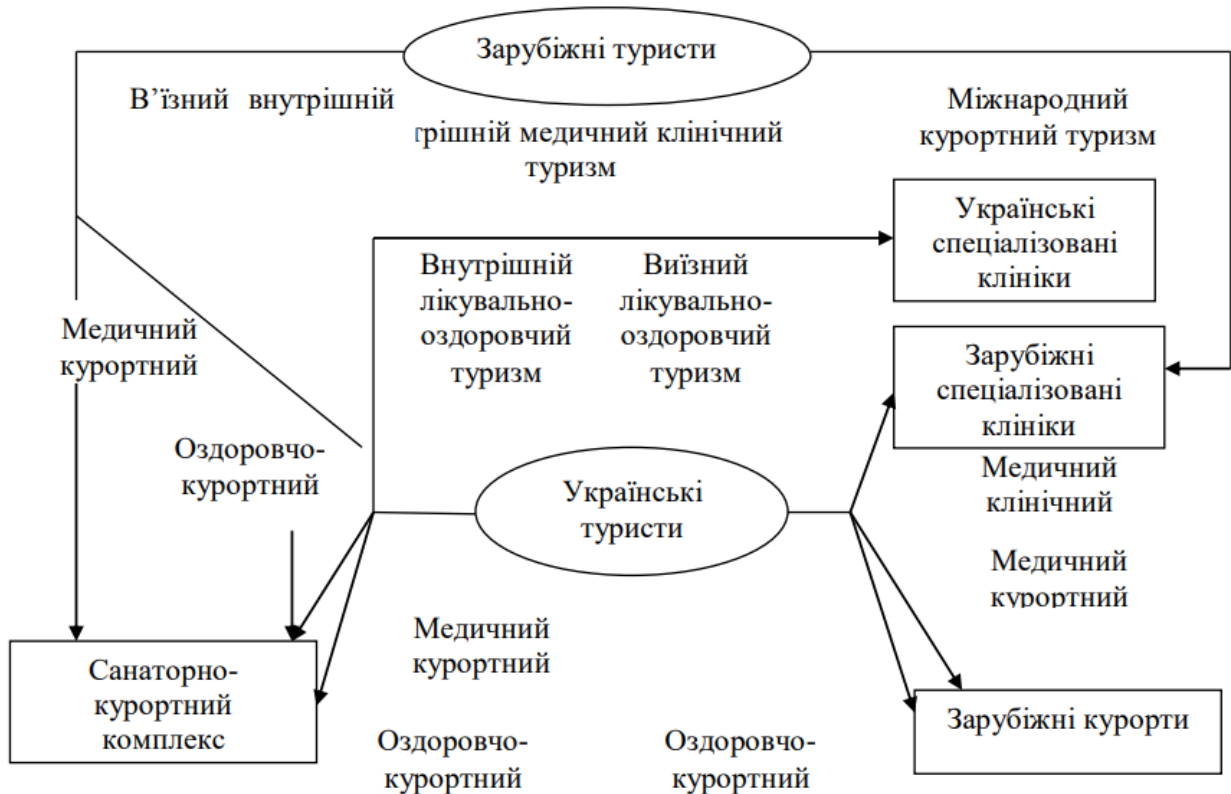 Зарубіжні туристи
В’їзний внутрішній
трішній медичний клінічний
туризм
Міжнародний
курортний туризм
Українські
спеціалізовані
клініки
Внутрішній
лікувально-
оздоровчий
туризм
Виїзний
лікувально-
оздоровчий
туризм
Медичний
курортний
Зарубіжні
спеціалізовані
клініки
Оздоровчо-
курортний
Українські
туристи
Медичний
клінічний
Медичний
курортний
Медичний
курортний
Санаторно-
курортний
комплекс
Зарубіжні курорти
Оздоровчо-
курортний
Оздоровчо-
курортний